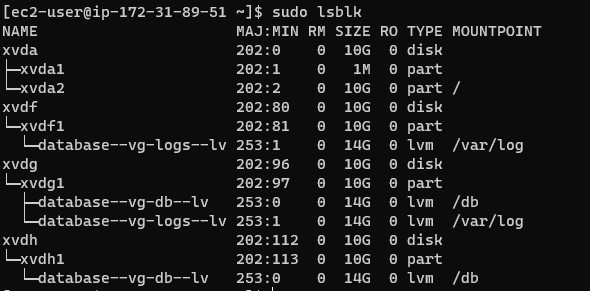 [ec2-user@ip-172-31-89-51 ~]$ sudo lsblk
NAME                      MAJ:MIN RM SIZE RO TYPE MOUNTPOINT
xvda                      202:0    0  10G  0 disk
├─xvda1                   202:1    0   1M  0 part
└─xvda2                   202:2    0  10G  0 part /
xvdf                      202:80   0  10G  0 disk
└─xvdf1                   202:81   0  10G  0 part
  └─database--vg-logs--lv 253:1    0  14G  0 lvm  /var/log
xvdg                      202:96   0  10G  0 disk
└─xvdg1                   202:97   0  10G  0 part
  ├─database--vg-db--lv   253:0    0  14G  0 lvm  /db
  └─database--vg-logs--lv 253:1    0  14G  0 lvm  /var/log
xvdh                      202:112  0  10G  0 disk
└─xvdh1                   202:113  0  10G  0 part
  └─database--vg-db--lv   253:0    0  14G  0 lvm  /db